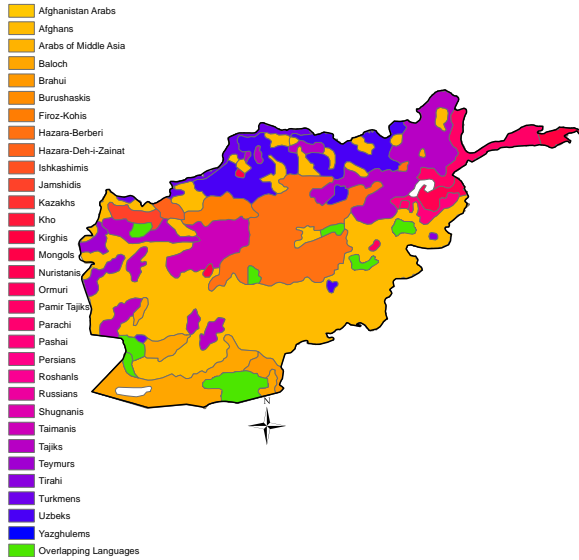 Afghanistan Arabs
Afghans
Arabs of Middle Asia
Baloch
Brahui
Burushaskis
Firoz-Kohis
Hazara-Berberi
Hazara-Deh-i-Zainat
Ishkashimis
Jamshidis
Kazakhs
Kho
Kirghis
Mongols
Nuristanis
Ormuri
Pamir Tajiks
Parachi
Pashai
Persians
Roshanls
Russians
Shugnanis
Taimanis
Tajiks
Teymurs
Tirahi
Turkmens
Uzbeks
Yazghulems
Overlapping Languages
N